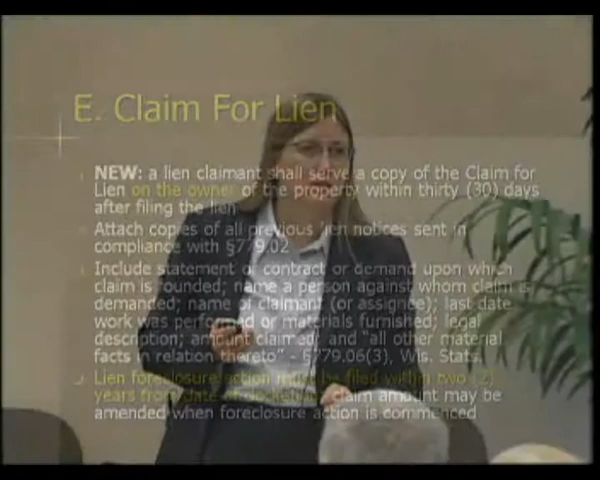 E. Claim For Lien
NEW: a lien claimant shall serve a copy of the Claim for
Lien on the owner of the property within thirty (30) days
after filing the lien
Attach copies of all previous lien notices sent in
compliance with §779.02
Include statement of contract or demand upon which
claim is founded; name a person against whom claim is
demanded; name of claimant (or assignee); last date
work was performed or materials furnished; legal
description; amount claimed; and "all other material
facts in relation thereto" - §779.06(3), Wis. Stats.
Lien foreclosure action must be filed within two (2)
years from date of docketing; claim amount may be
amended when foreclosure action is commenced